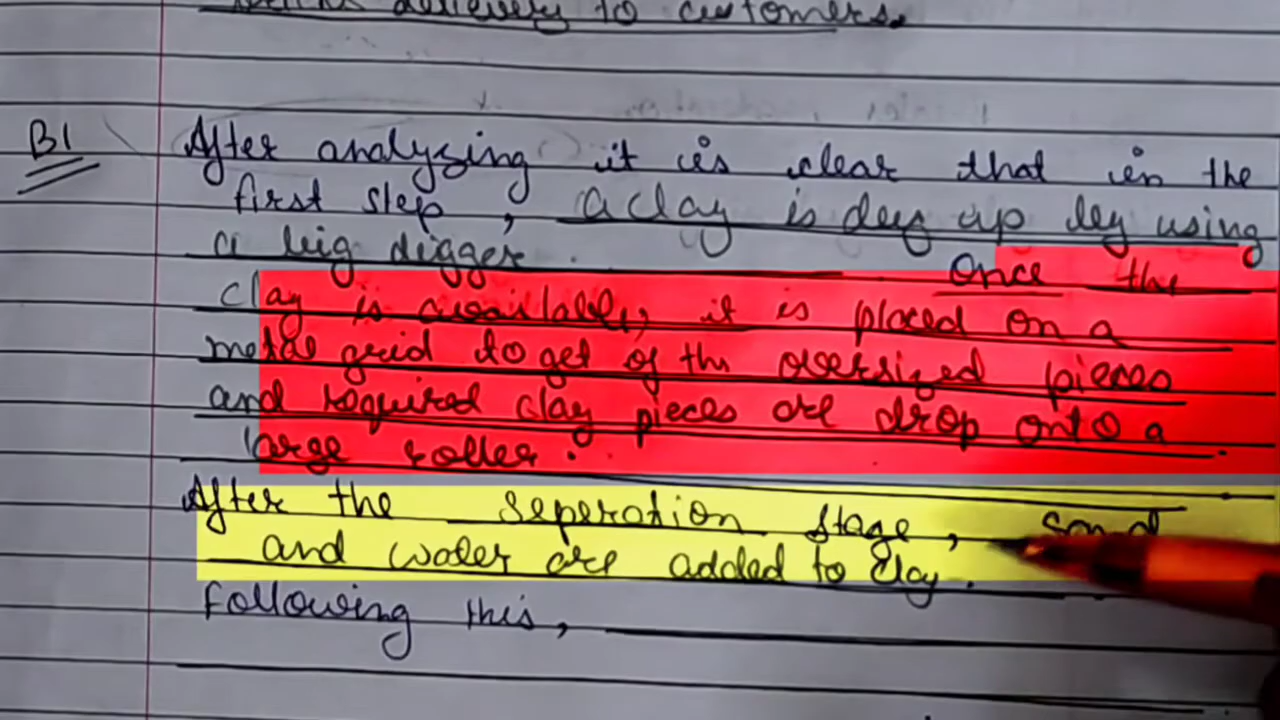 delievery to customers.
B1 After analyzing it is clear that in the
first step, a clay is dug up by using
a big digger. Once the
clay is available, it is placed on a
metal grid to get of the oversized pieces
and required clay pieces are drop onto a
large roller.
After the seperation stage, sand
and water are added to clay.
following this,